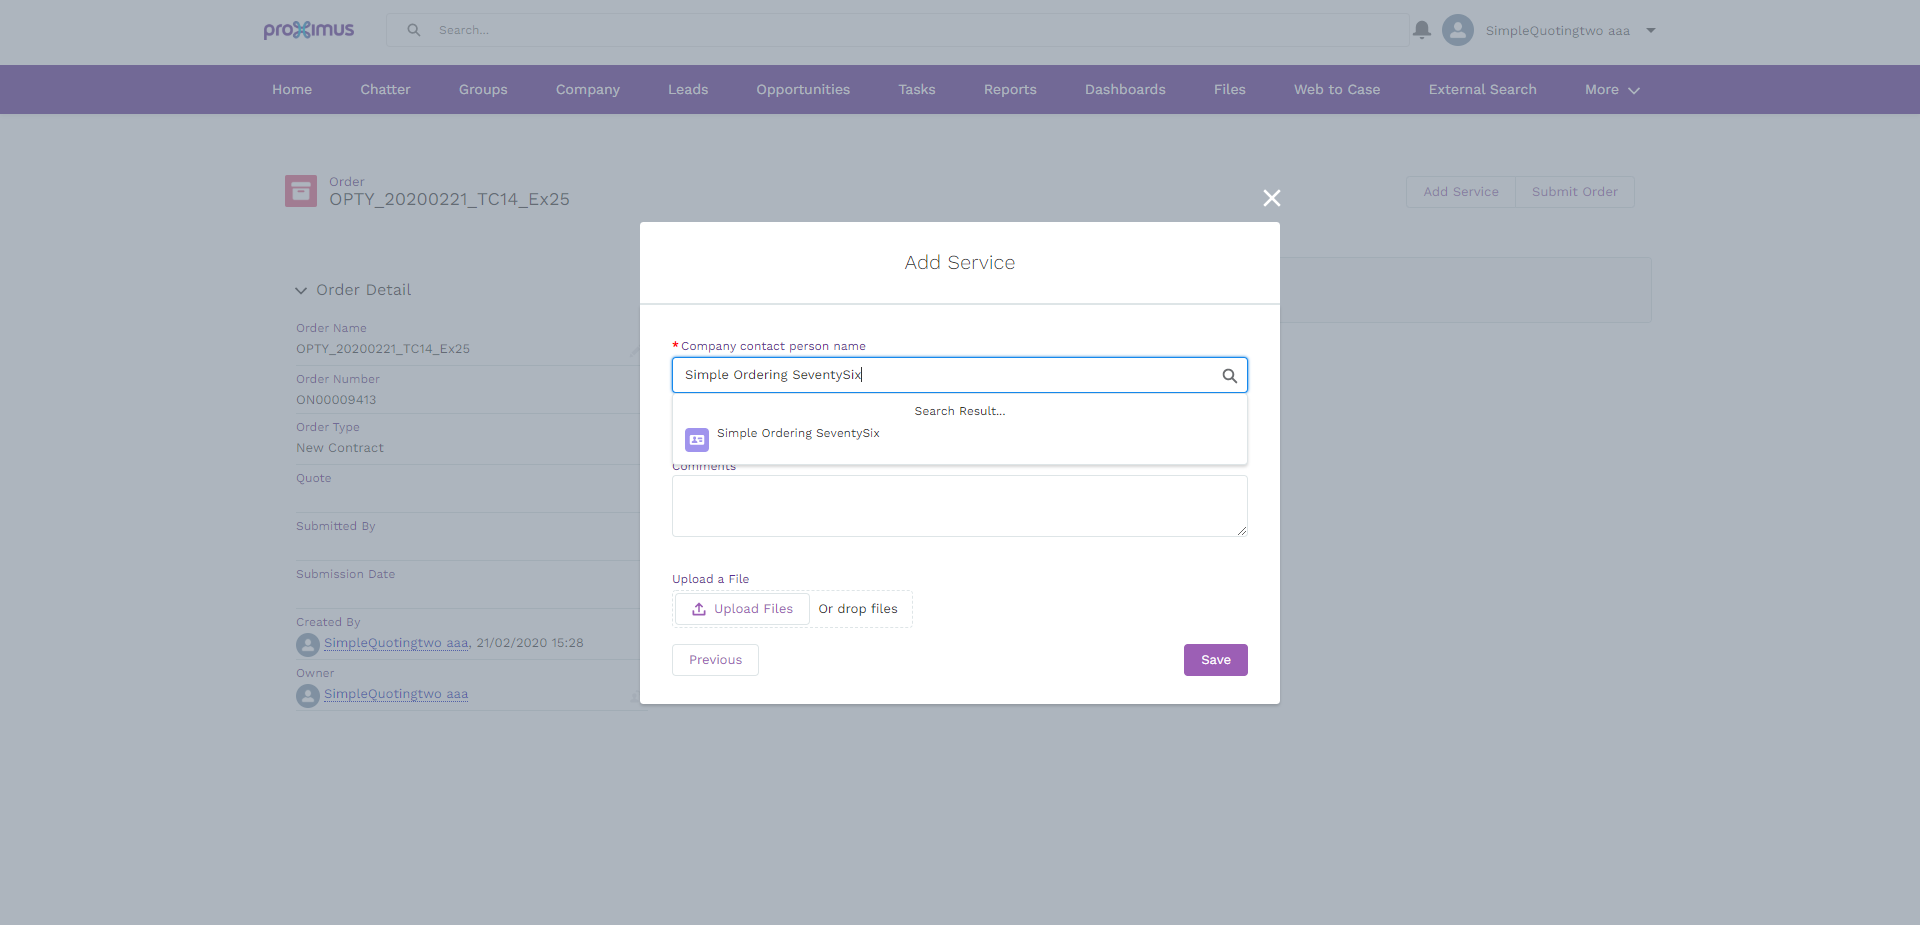 proximus
Search...
SimpleQuotingtwo aaa
Home Chatter Groups Company Leads Opportunities Tasks Reports Dashboards Files Web to Case External Search More
Order
OPTY_20200221_TC14_Ex25
Add Service Submit Order
Order Detail
Order Name
OPTY_20200221_TC14_Ex25
Order Number
ON00009413
Order Type
New Contract
Quote
Submitted By
Submission Date
Created By
SimpleQuotingtwo aaa, 21/02/2020 15:28
Owner
SimpleQuotingtwo aaa
Add Service
*Company contact person name
Simple Ordering SeventySix
Search Result...
Simple Ordering SeventySix
Comments
Upload a File
Upload Files Or drop files
Previous Save